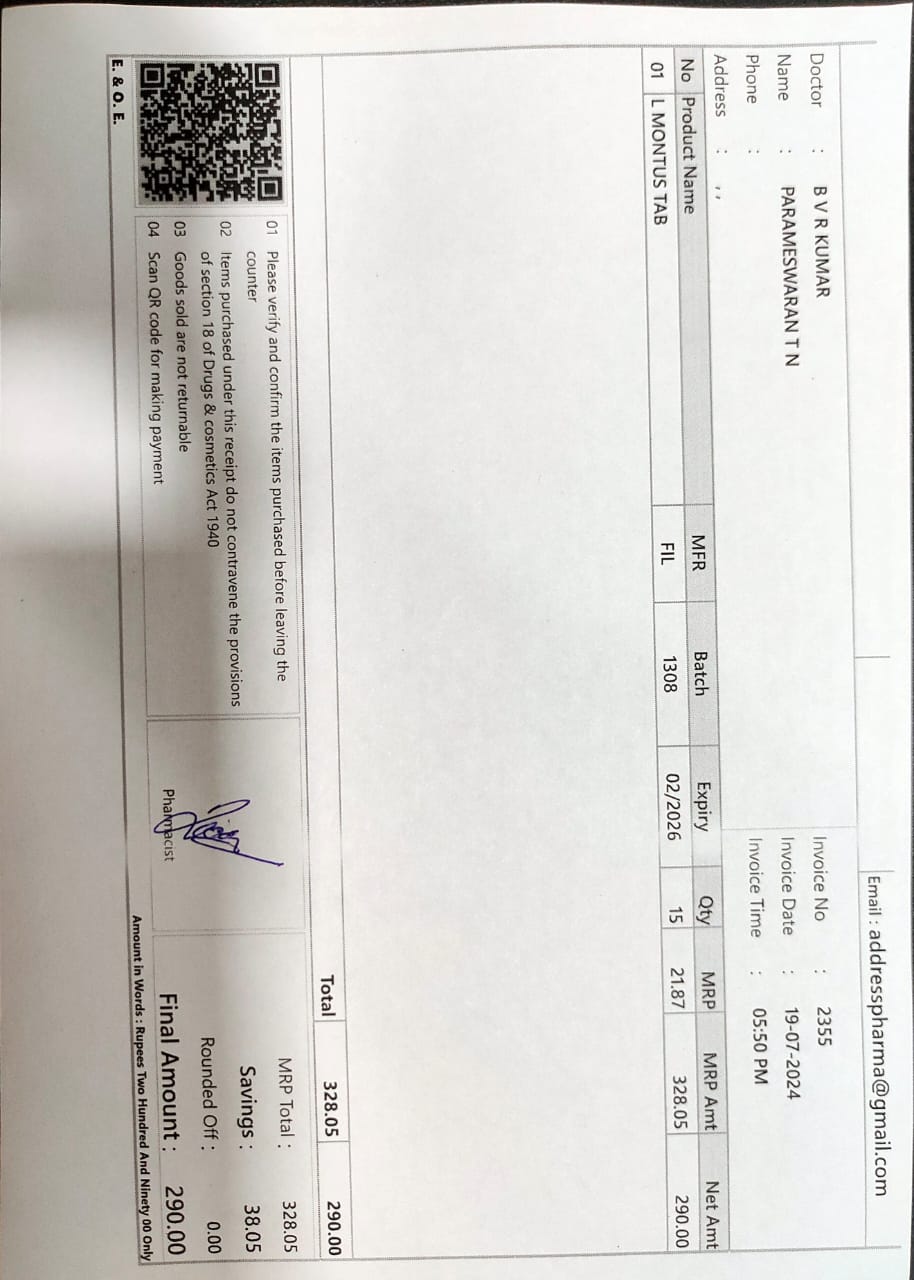 Email : addresspharma@gmail.com
Doctor : B V R KUMAR
Name : PARAMESWARAN T N
Phone :
Address : , ,
Invoice No : 2355
Invoice Date : 19-07-2024
Invoice Time : 05:50 PM
No Product Name MFR Batch Expiry Qty MRP MRP Amt Net Amt
01 L MONTUS TAB FIL 1308 02/2026 15 21.87 328.05 290.00
Total 328.05 290.00
01 Please verify and confirm the items purchased before leaving the
counter
02 Items purchased under this receipt do not contravene the provisions
of section 18 of Drugs & cosmetics Act 1940
03 Goods sold are not returnable
04 Scan QR code for making payment
Pharmacist
MRP Total : 328.05
Savings : 38.05
Rounded Off : 0.00
Final Amount : 290.00
Amount in Words : Rupees Two Hundred And Ninety 00 Only
E. & O. E.